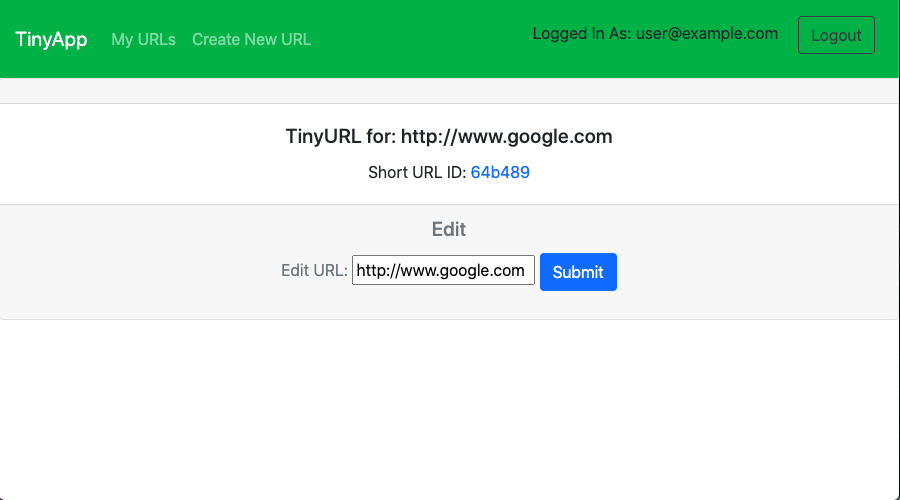 TinyApp My URLs Create New URL Logged In As: user@example.com Logout
TinyURL for: http://www.google.com
Short URL ID: 64b489
Edit
Edit URL: http://www.google.com Submit